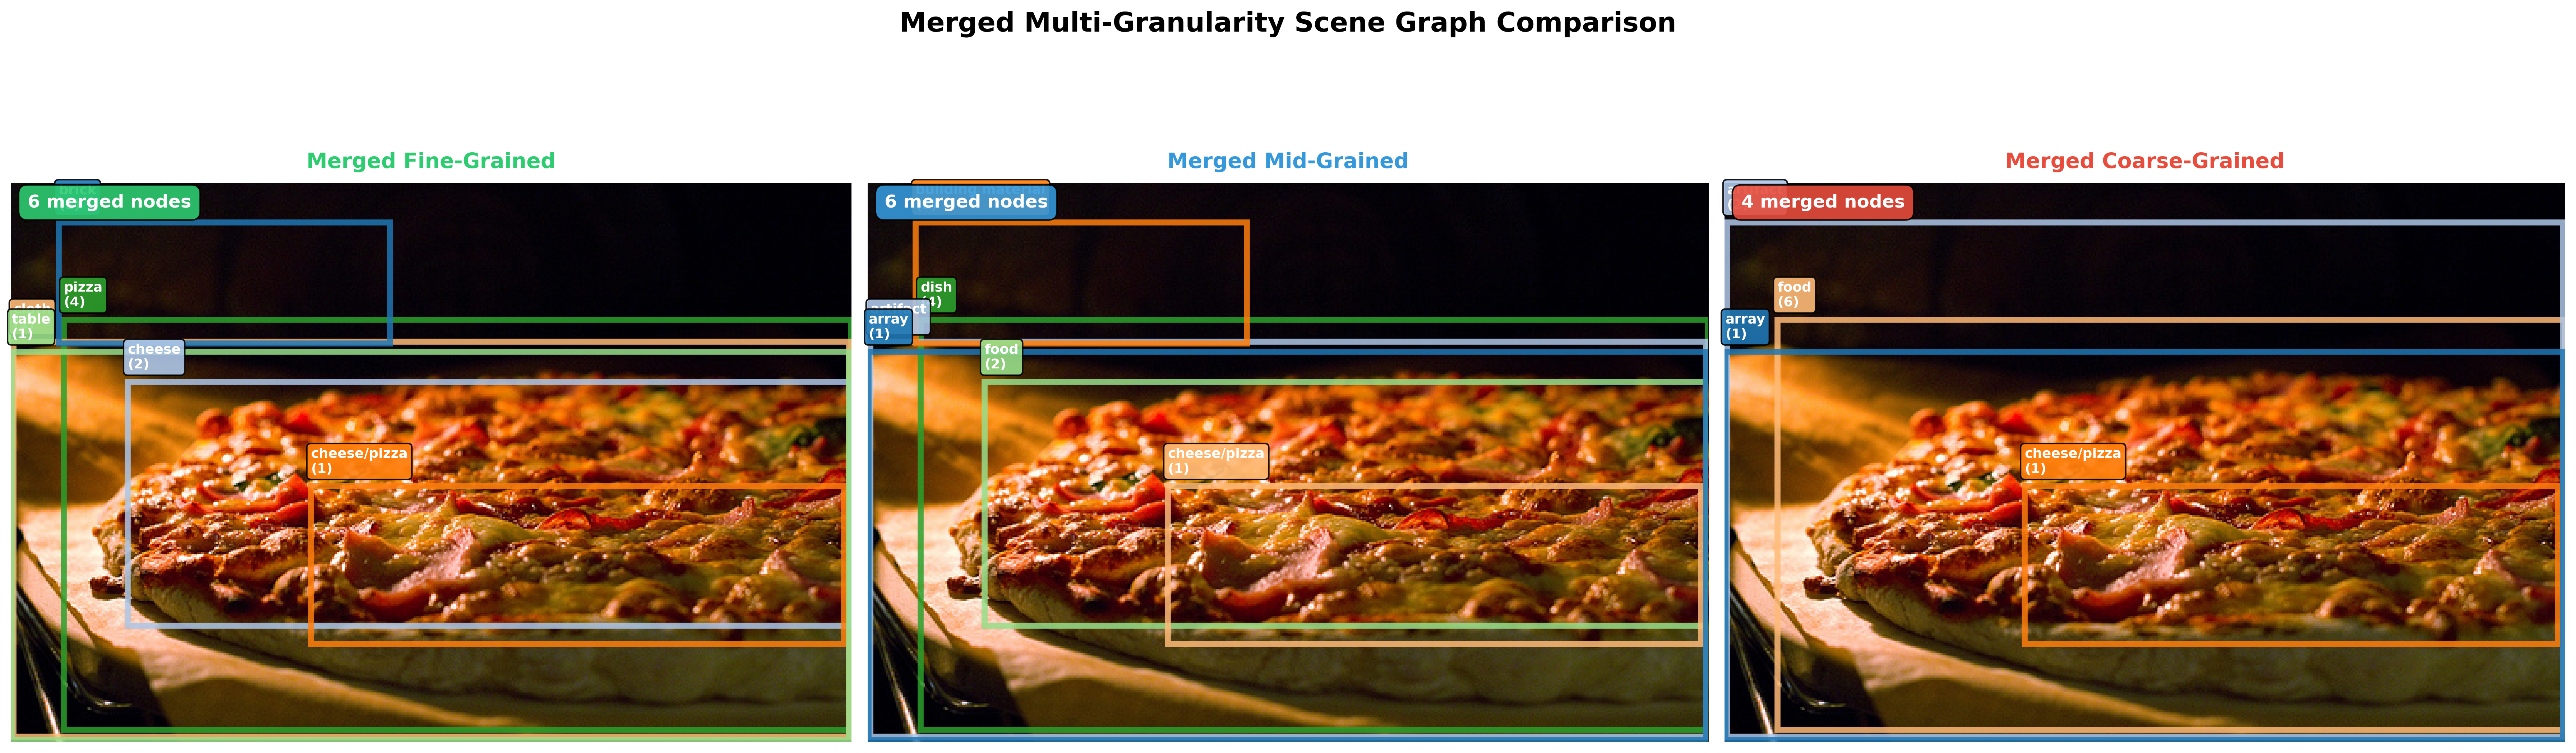 Merged Multi-Granularity Scene Graph Comparison
Merged Fine-Grained
brick
6 merged nodes
pizza
(4)
cloth
table
(1)
cheese
(2)
cheese/pizza
(1)
Merged Mid-Grained
building material
6 merged nodes
dish
(4)
artifact
array
(1)
food
(2)
cheese/pizza
(1)
Merged Coarse-Grained
4 merged nodes
food
(6)
array
(1)
cheese/pizza
(1)